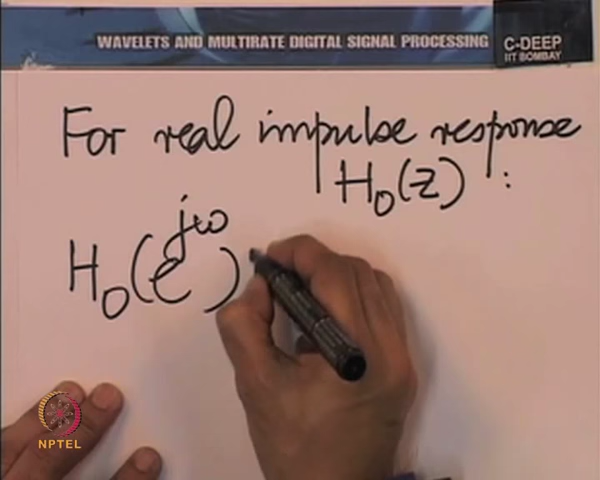 WAVELETS AND MULTIRATE DIGITAL SIGNAL PROCESSING
C-DEEP
IIT BOMBAY
For real impulse response
H₀(z) :
H₀(e^{jω})
NPTEL